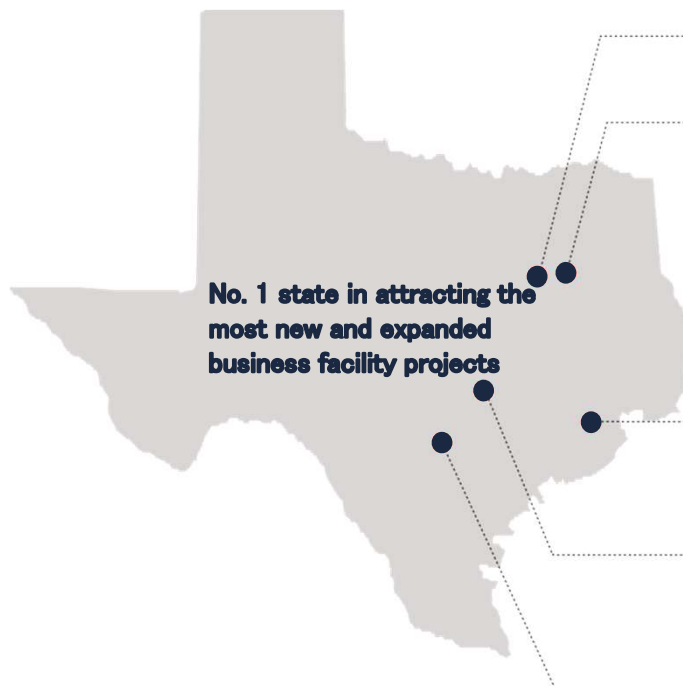 No. 1 state in attracting the
most new and expanded
business facility projects